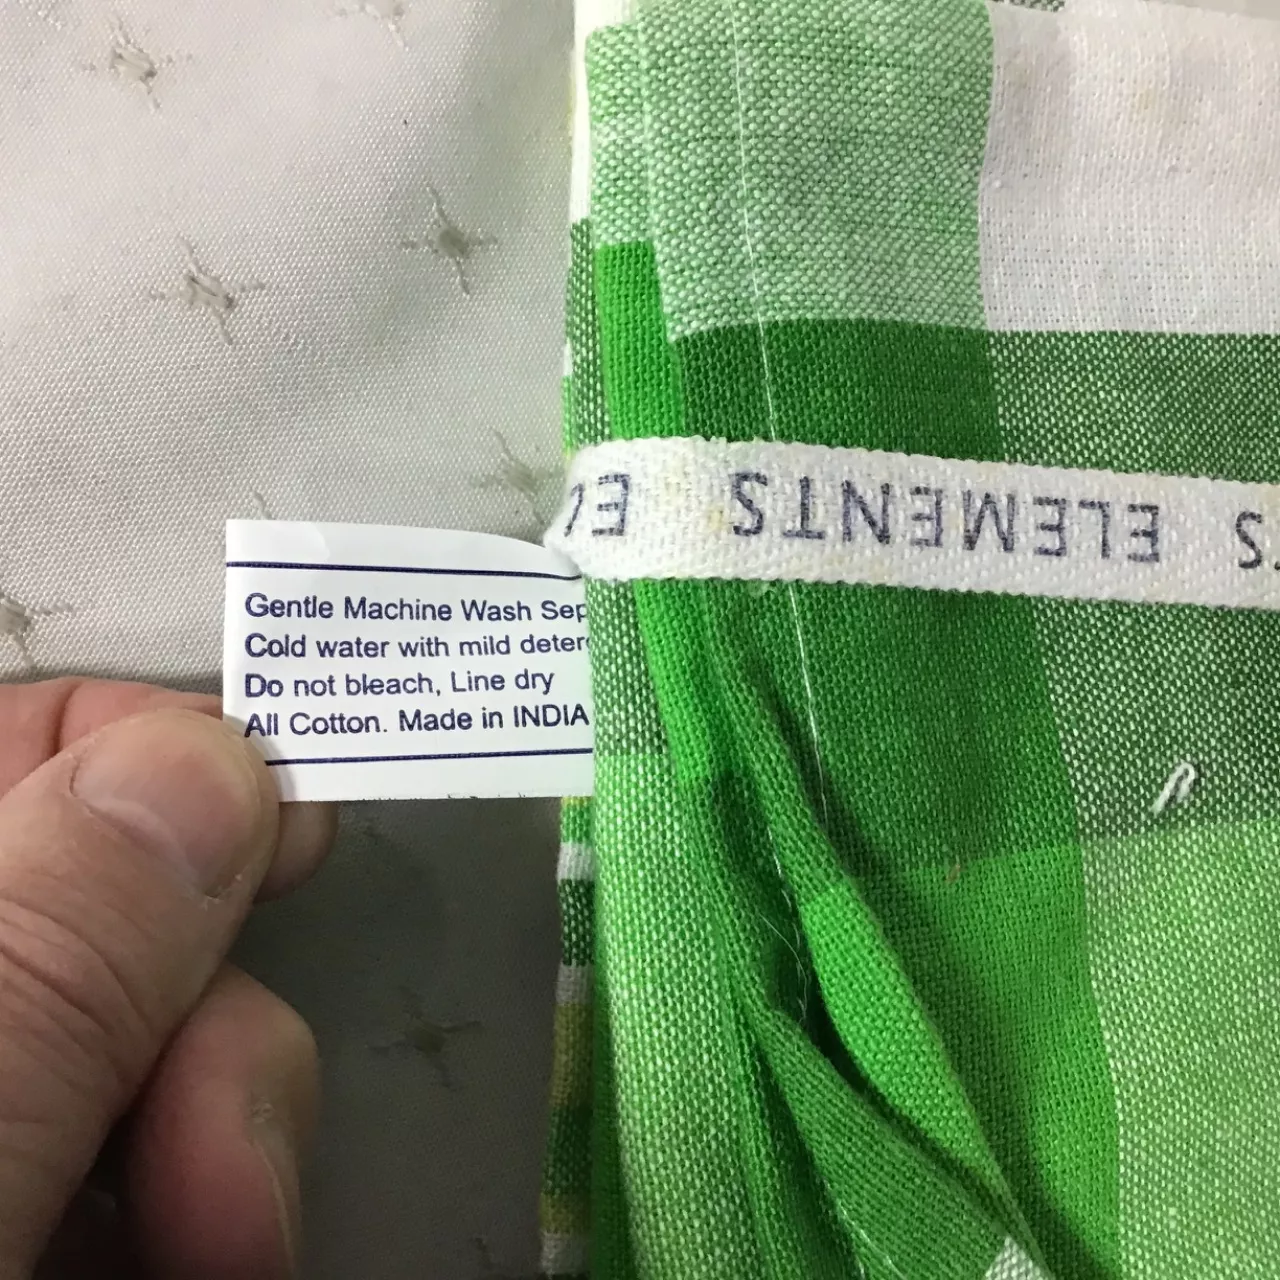 Gentle Machine Wash Sep
Cold water with mild deter
Do not bleach, Line dry
All Cotton. Made in INDIA
ELEMENTS